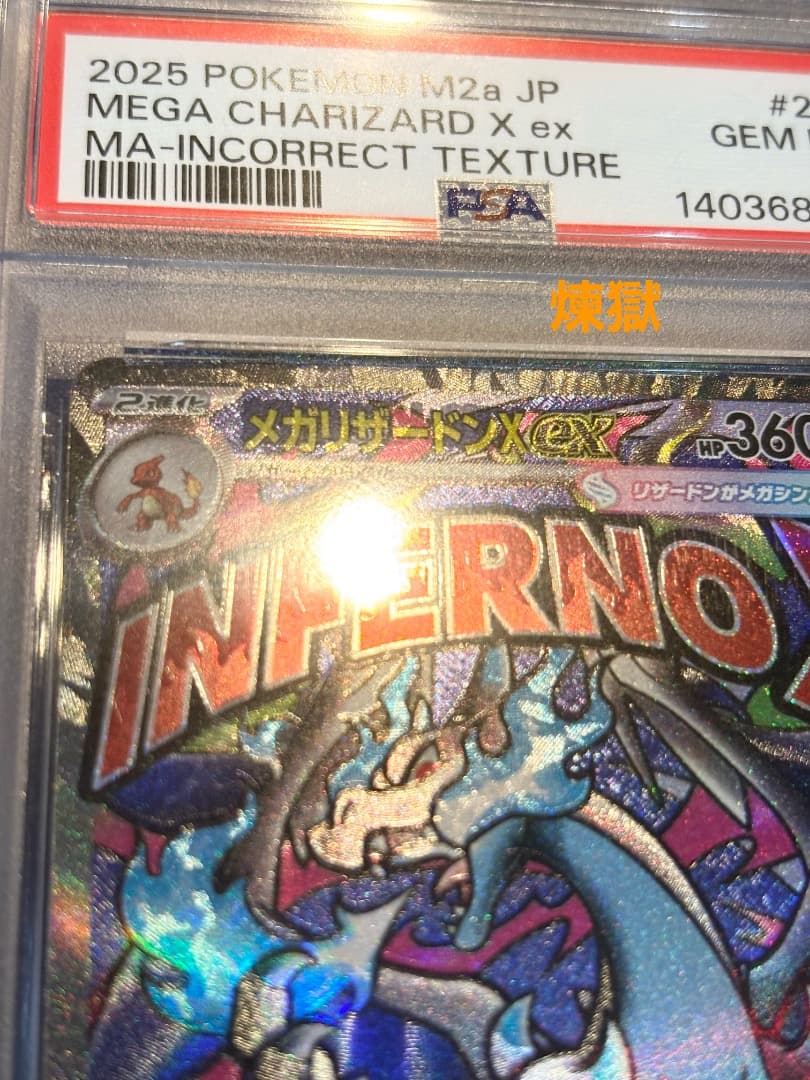 2025 POKEMON M2a JP
#2
MEGA CHARIZARD X ex
GEM
MA-INCORRECT TEXTURE
140368
PSA
煉獄
2進化
メガリザードンXex
HP360
リザードンがメガシン
INFERNO X